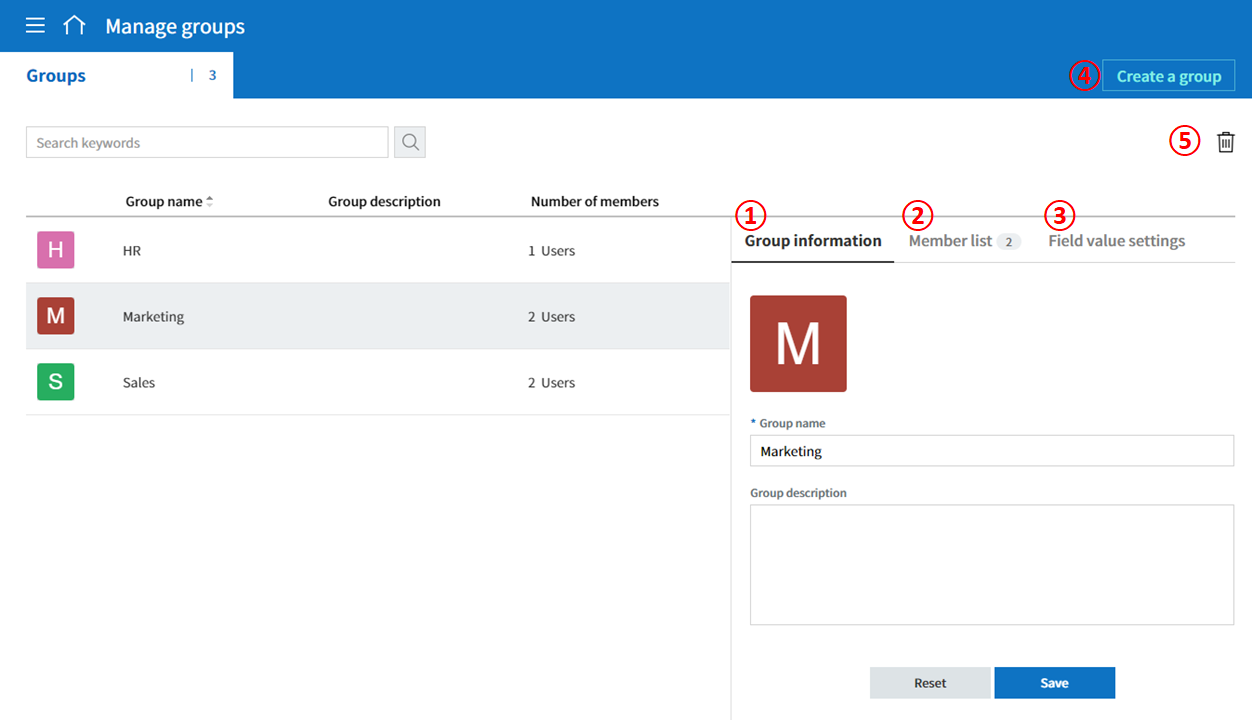 Manage groups
Groups | 3
④ Create a group
Search keywords
⑤
Group name Group description Number of members
① ② ③
Group information Member list 2 Field value settings
H HR 1 Users
M Marketing 2 Users
S Sales 2 Users
M
* Group name
Marketing
Group description
Reset Save